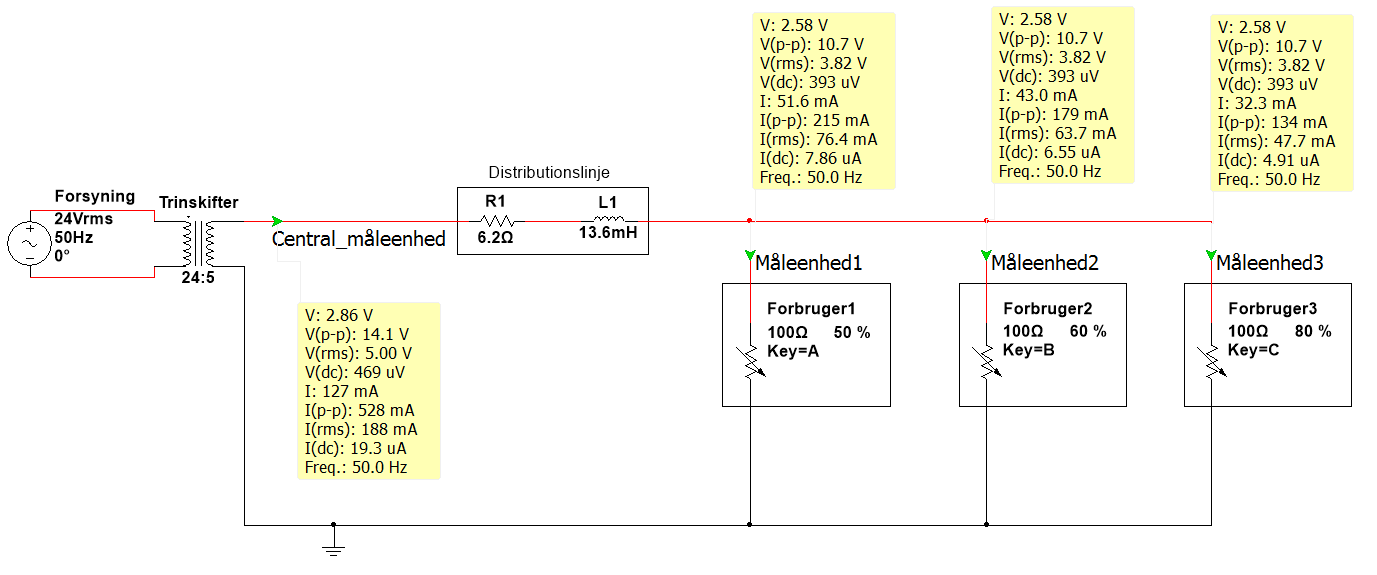 V: 2.58 V
V(p-p): 10.7 V
V(rms): 3.82 V
V(dc): 393 uV
I: 51.6 mA
I(p-p): 215 mA
I(rms): 76.4 mA
I(dc): 7.86 uA
Freq.: 50.0 Hz
V: 2.58 V
V(p-p): 10.7 V
V(rms): 3.82 V
V(dc): 393 uV
I: 43.0 mA
I(p-p): 179 mA
I(rms): 63.7 mA
I(dc): 6.55 uA
Freq.: 50.0 Hz
V: 2.58 V
V(p-p): 10.7 V
V(rms): 3.82 V
V(dc): 393 uV
I: 32.3 mA
I(p-p): 134 mA
I(rms): 47.7 mA
I(dc): 4.91 uA
Freq.: 50.0 Hz
Distributionslinje
Forsyning
24Vrms
50Hz
0°
Trinskifter
24:5
Central_måleenhed
R1
6.2Ω
L1
13.6mH
Måleenhed1
Måleenhed2
Måleenhed3
V: 2.86 V
V(p-p): 14.1 V
V(rms): 5.00 V
V(dc): 469 uV
I: 127 mA
I(p-p): 528 mA
I(rms): 188 mA
I(dc): 19.3 uA
Freq.: 50.0 Hz
Forbruger1
100Ω 50 %
Key=A
Forbruger2
100Ω 60 %
Key=B
Forbruger3
100Ω 80 %
Key=C